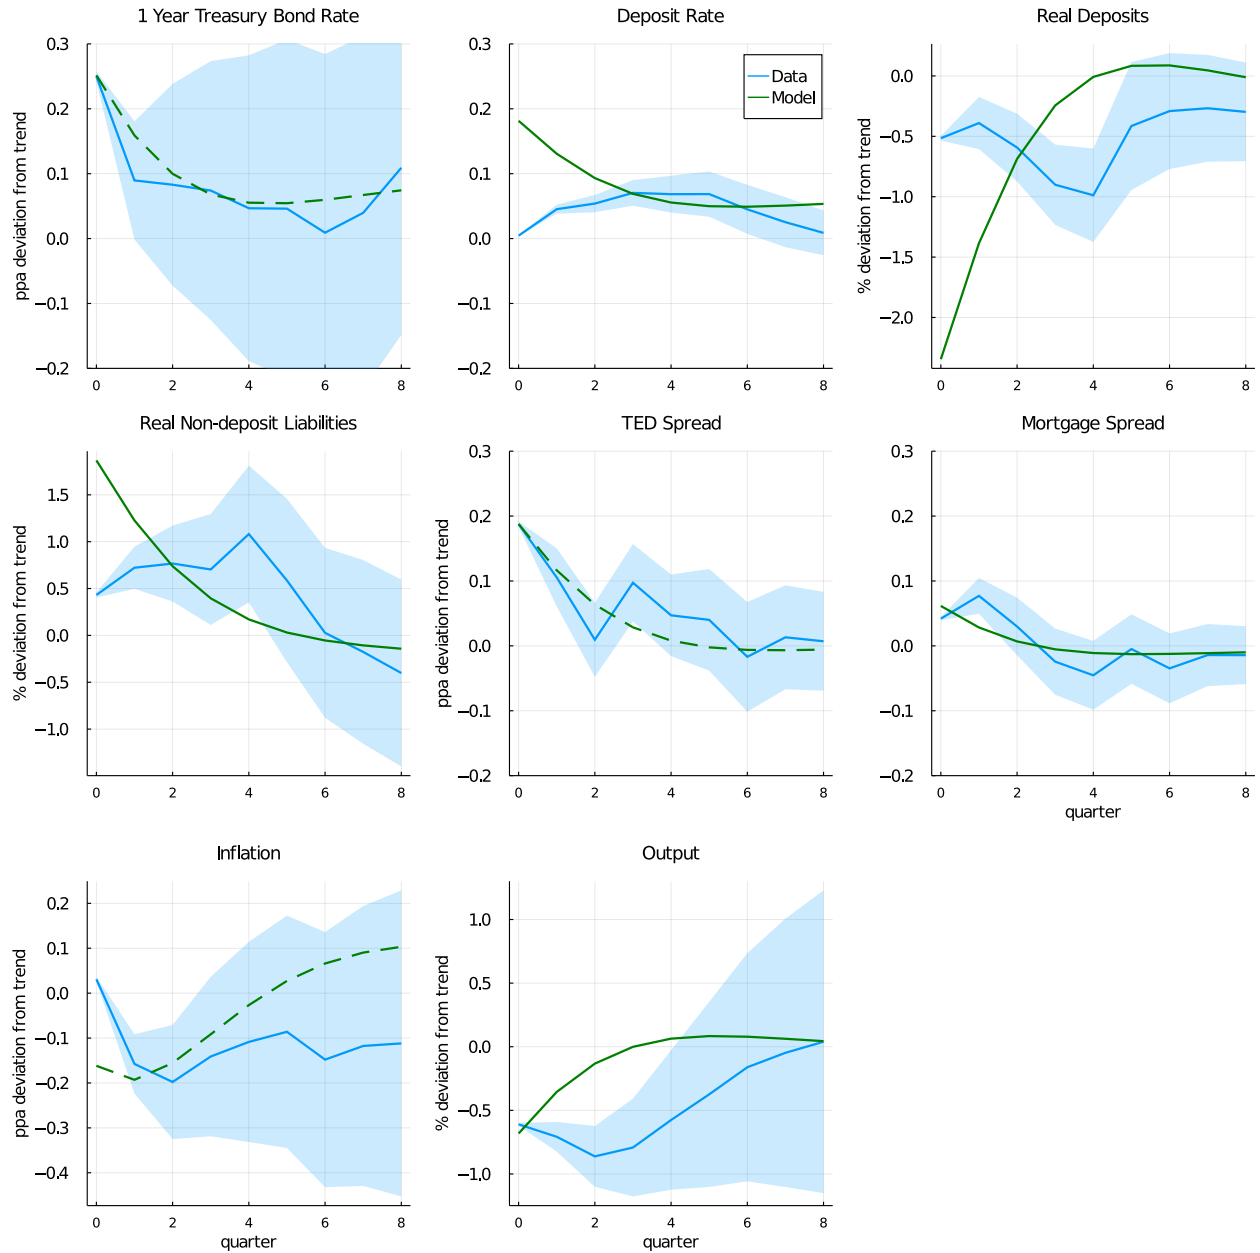 1 Year Treasury Bond Rate
ppa deviation from trend
0.3
0.2
0.1
0.0
−0.1
−0.2
0 2 4 6 8
Deposit Rate
Data
Model
0.3
0.2
0.1
0.0
−0.1
−0.2
0 2 4 6 8
Real Deposits
% deviation from trend
0.0
−0.5
−1.0
−1.5
−2.0
0 2 4 6 8
Real Non-deposit Liabilities
% deviation from trend
1.5
1.0
0.5
0.0
−0.5
−1.0
0 2 4 6 8
TED Spread
ppa deviation from trend
0.3
0.2
0.1
0.0
−0.1
−0.2
0 2 4 6 8
Mortgage Spread
0.3
0.2
0.1
0.0
−0.1
−0.2
0 2 4 6 8
quarter
Inflation
ppa deviation from trend
0.2
0.1
0.0
−0.1
−0.2
−0.3
−0.4
0 2 4 6 8
quarter
Output
% deviation from trend
1.0
0.5
0.0
−0.5
−1.0
0 2 4 6 8
quarter